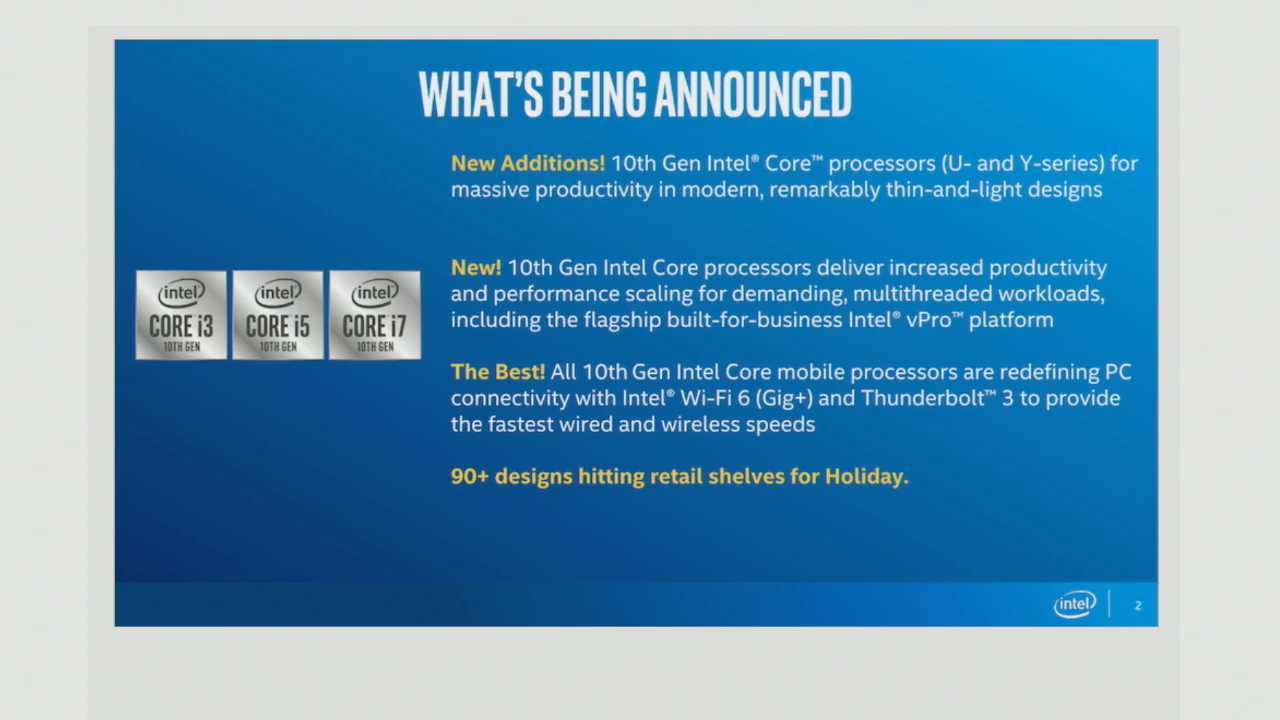 WHAT'S BEING ANNOUNCED
New Additions! 10th Gen Intel® Core™ processors (U- and Y-series) for
massive productivity in modern, remarkably thin-and-light designs
New! 10th Gen Intel Core processors deliver increased productivity
and performance scaling for demanding, multithreaded workloads,
including the flagship built-for-business Intel® vPro™ platform
intel
CORE i3
10TH GEN
intel
CORE i5
10TH GEN
intel
CORE i7
10TH GEN
The Best! All 10th Gen Intel Core mobile processors are redefining PC
connectivity with Intel® Wi-Fi 6 (Gig+) and Thunderbolt™ 3 to provide
the fastest wired and wireless speeds
90+ designs hitting retail shelves for Holiday.
intel
2